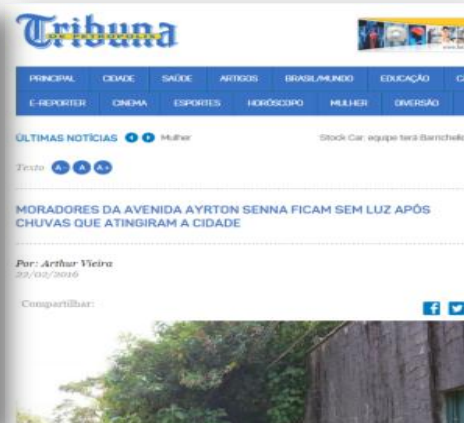 Tribuna
DE PETRÓPOLIS
PRINCIPAL CIDADE SAÚDE ARTIGOS BRASIL/MUNDO EDUCAÇÃO
E-REPORTER CINEMA ESPORTES HORÓSCOPO MULHER DIVERSÃO
ÚLTIMAS NOTÍCIAS Mulher Stock Car: equipe terá Barrichello
Texto A- A A+
MORADORES DA AVENIDA AYRTON SENNA FICAM SEM LUZ APÓS
CHUVAS QUE ATINGIRAM A CIDADE
Por: Arthur Vieira
22/02/2016
Compartilhar: